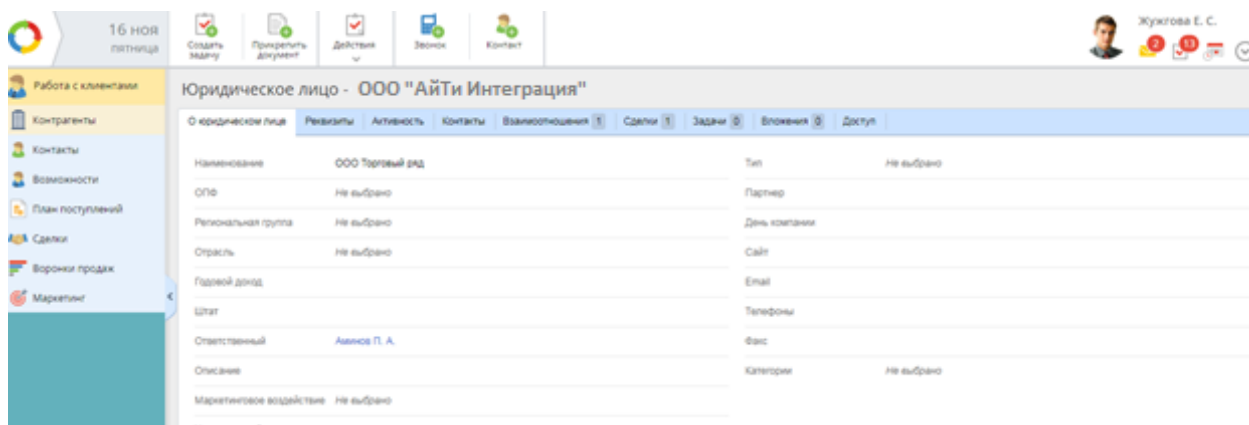 16 ноя
пятница
Создать задачу
Прикрепить документ
Действия
Звонок
Контакт
Жужгова Е. С.
2
13
Работа с клиентами
Контрагенты
Контакты
Возможности
План поступлений
Сделки
Воронки продаж
Маркетинг
Юридическое лицо - ООО "АйТи Интеграция"
О юридическом лице Реквизиты Активность Контакты Взаимоотношения 1 Сделки 1 Задачи 0 Вложения 0 Доступ
Наименование ООО Торговый ряд Тип Не выбрано
ОПФ Не выбрано Партнер
Региональная группа Не выбрано День компании
Отрасль Не выбрано Сайт
Годовой доход Email
Штат Телефоны
Ответственный Аминов П. А. Факс
Описание Категории Не выбрано
Маркетинговое воздействие Не выбрано